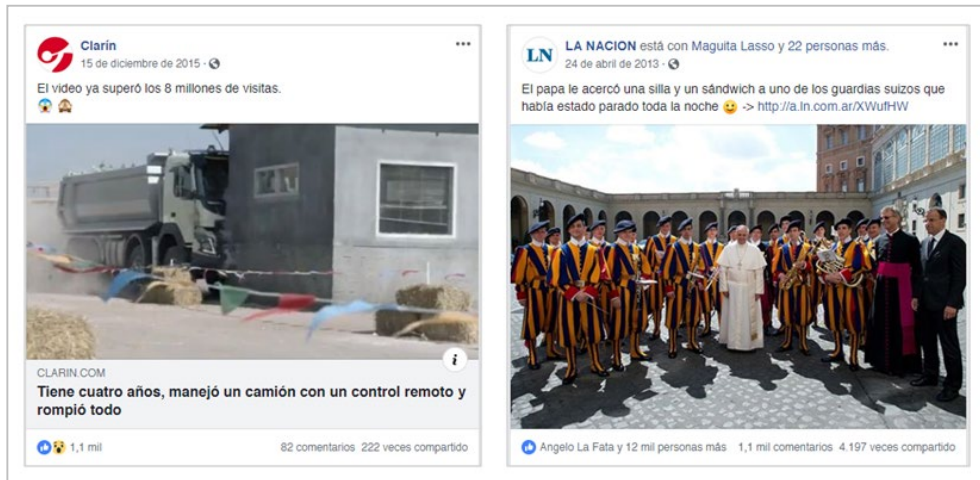 Clarín
15 de diciembre de 2015 ·
El video ya superó los 8 millones de visitas.
CLARIN.COM
Tiene cuatro años, manejó un camión con un control remoto y
rompió todo
1,1 mil
82 comentarios 222 veces compartido
LN
LA NACION está con Maguita Lasso y 22 personas más.
24 de abril de 2013 ·
El papa le acercó una silla y un sándwich a uno de los guardias suizos que
había estado parado toda la noche -> http://a.ln.com.ar/XWufHW
Angelo La Fata y 12 mil personas más 1,1 mil comentarios 4.197 veces compartido